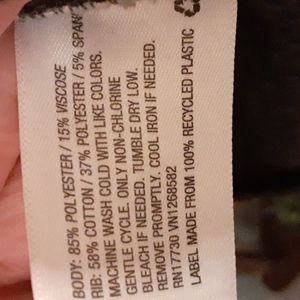 BODY: 85% POLYESTER / 15% VISCOSE
RIB: 58% COTTON / 37% POLYESTER / 5% SPAN
MACHINE WASH COLD WITH LIKE COLORS.
GENTLE CYCLE. ONLY NON-CHLORINE
BLEACH IF NEEDED. TUMBLE DRY LOW.
REMOVE PROMPTLY. COOL IRON IF NEEDED.
RN17730 VN1268582
LABEL MADE FROM 100% RECYCLED PLASTIC